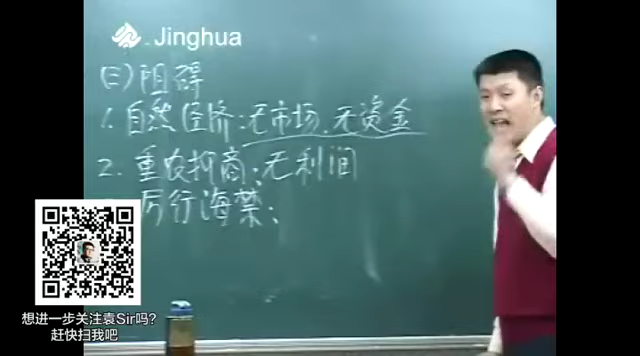 Jinghua
(二)阻碍
1.自然经济:无市场、无资金
2.重农抑商:无利润
厉行海禁:
想进一步关注袁Sir吗?
赶快扫我吧